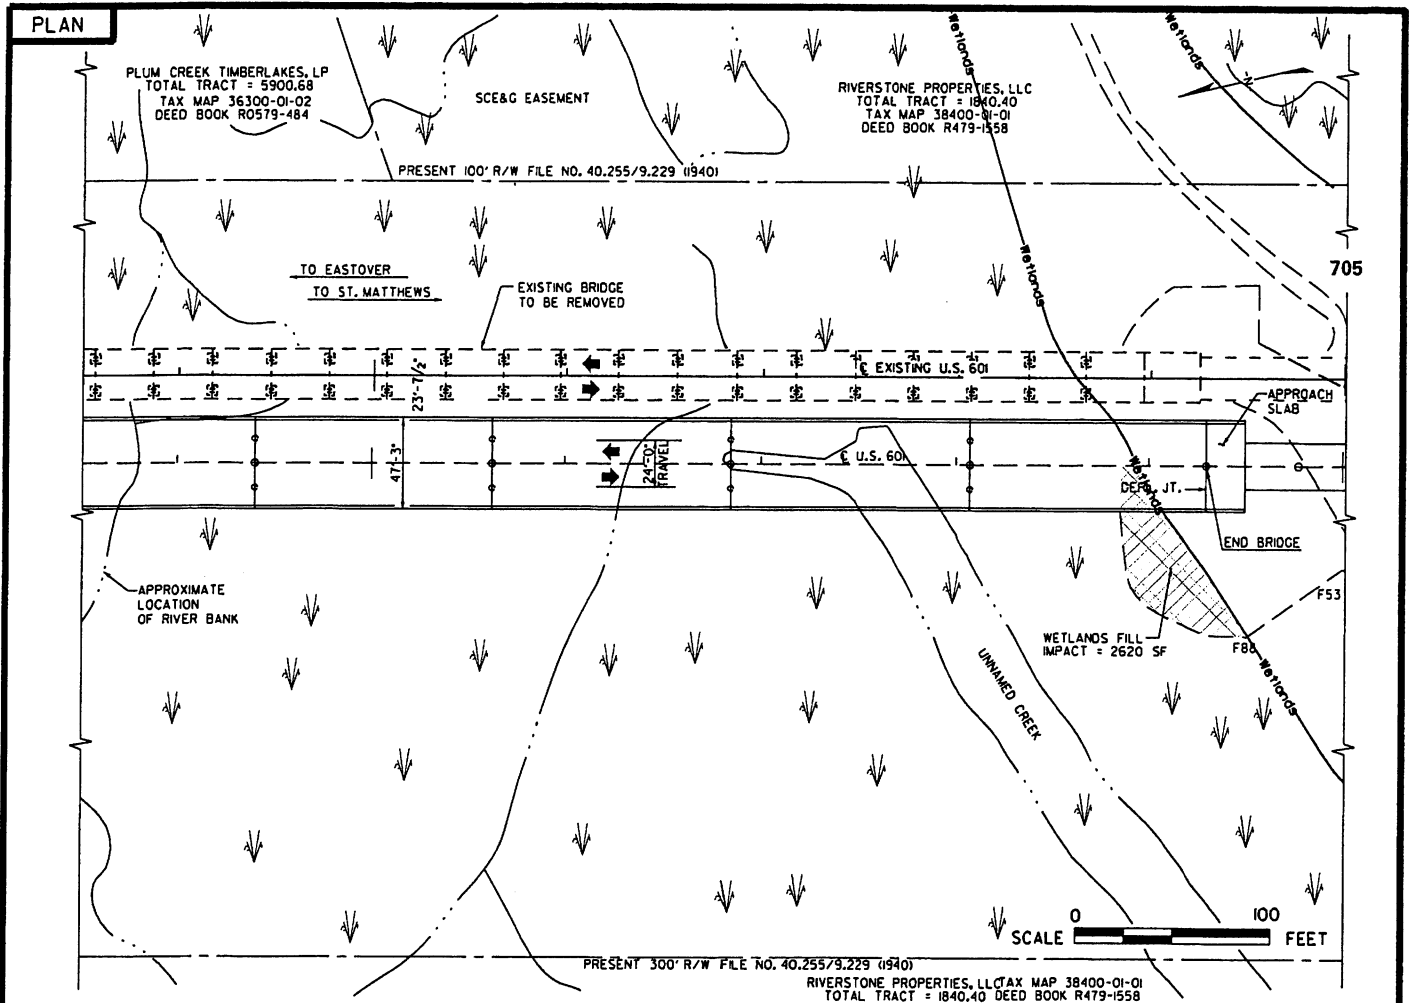 PLAN
PLUM CREEK TIMBERLAKES, LP
TOTAL TRACT = 5900.68
TAX MAP 36300-01-02
DEED BOOK R0579-484
SCE&G EASEMENT
RIVERSTONE PROPERTIES, LLC
TOTAL TRACT = 1840.40
TAX MAP 38400-01-01
DEED BOOK R479-1558
Wetlands
Wetlands
N
PRESENT 100' R/W FILE NO. 40.255/9.229 (1940)
Wetlands
705
TO EASTOVER
TO ST. MATTHEWS
EXISTING BRIDGE
TO BE REMOVED
23'-7 1/2"
℄ EXISTING U.S. 601
APPROACH
SLAB
47'-3"
24'-0"
TRAVEL
℄ U.S. 601
Wetlands
DEFL. JT.
END BRIDGE
APPROXIMATE
LOCATION
OF RIVER BANK
F53
WETLANDS FILL
IMPACT = 2620 SF
F88
Wetlands
UNNAMED CREEK
0 100
SCALE FEET
PRESENT 300' R/W FILE NO. 40.255/9.229 (1940)
RIVERSTONE PROPERTIES, LLC TAX MAP 38400-01-01
TOTAL TRACT = 1840.40 DEED BOOK R479-1558